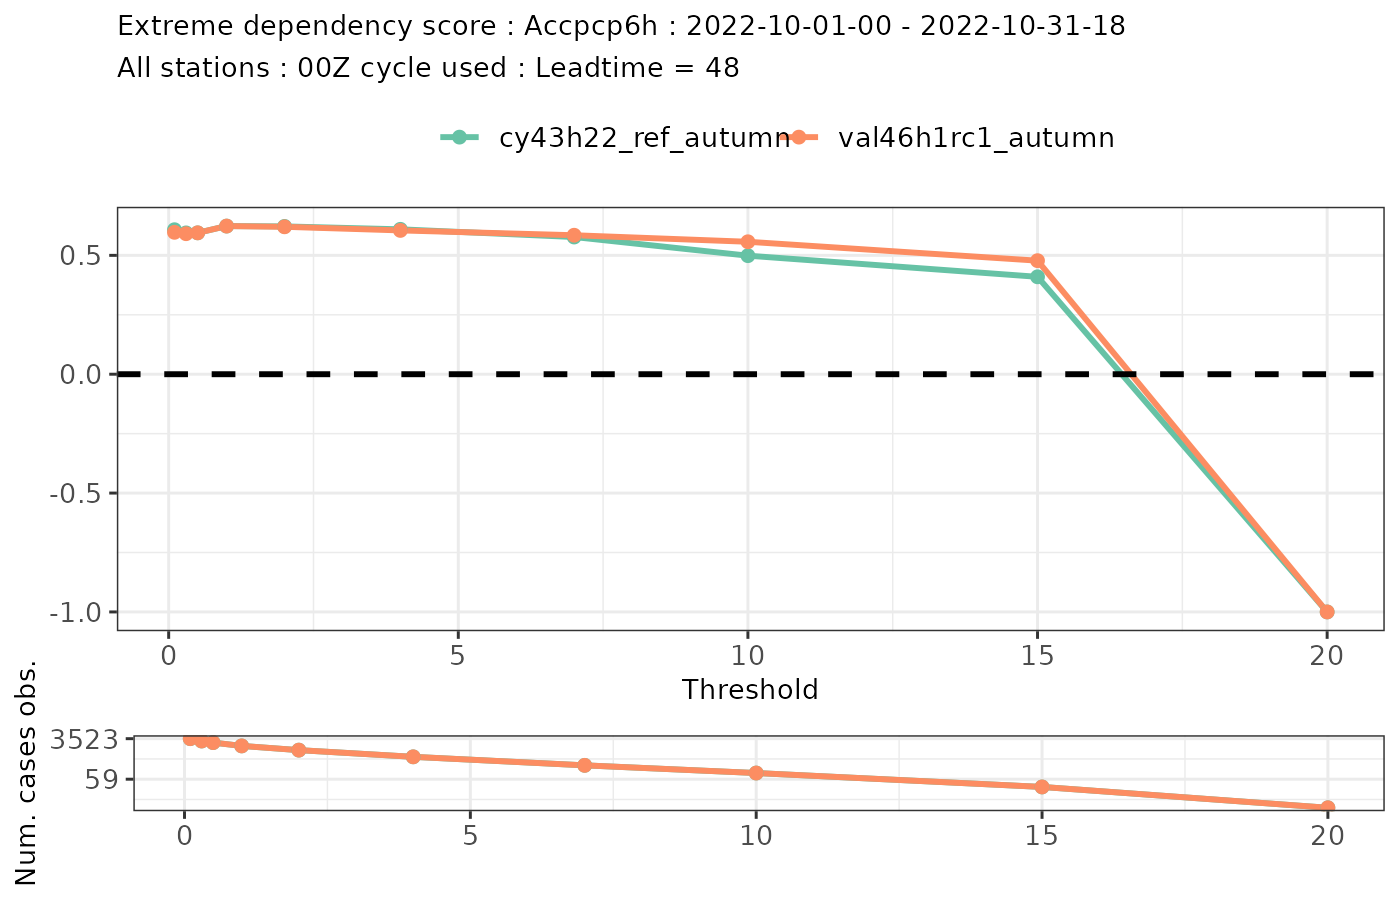 Extreme dependency score : Accpcp6h : 2022-10-01-00 - 2022-10-31-18
All stations : 00Z cycle used : Leadtime = 48
cy43h22_ref_autumn val46h1rc1_autumn
0.5
0.0
-0.5
-1.0
0 5 10 15 20
Threshold
Num. cases obs.
3523
59
0 5 10 15 20